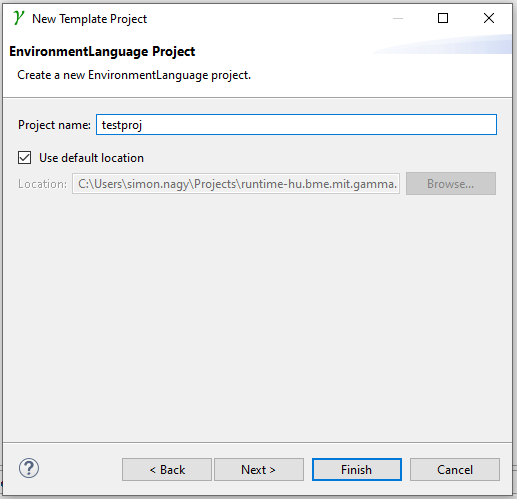 γ New Template Project
EnvironmentLanguage Project
Create a new EnvironmentLanguage project.
Project name: testproj
Use default location
Location: C:\Users\simon.nagy\Projects\runtime-hu.bme.mit.gamma. Browse...
? < Back Next > Finish Cancel